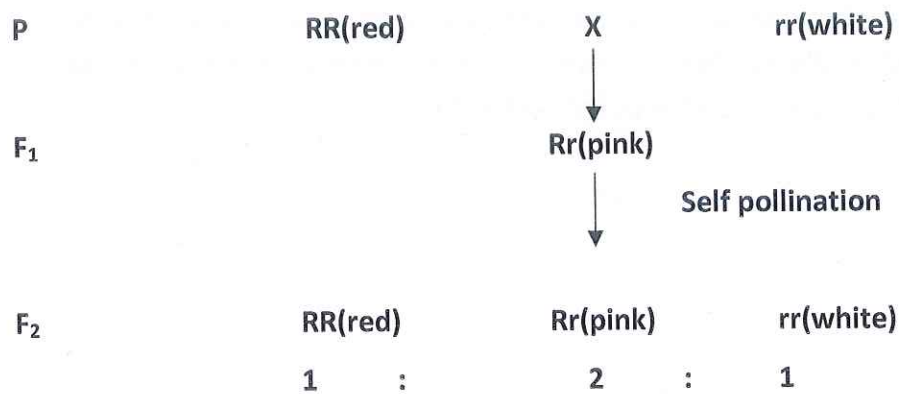 P RR(red) X rr(white)
F₁ Rr(pink)
Self pollination
F₂ RR(red) Rr(pink) rr(white)
1 : 2 : 1